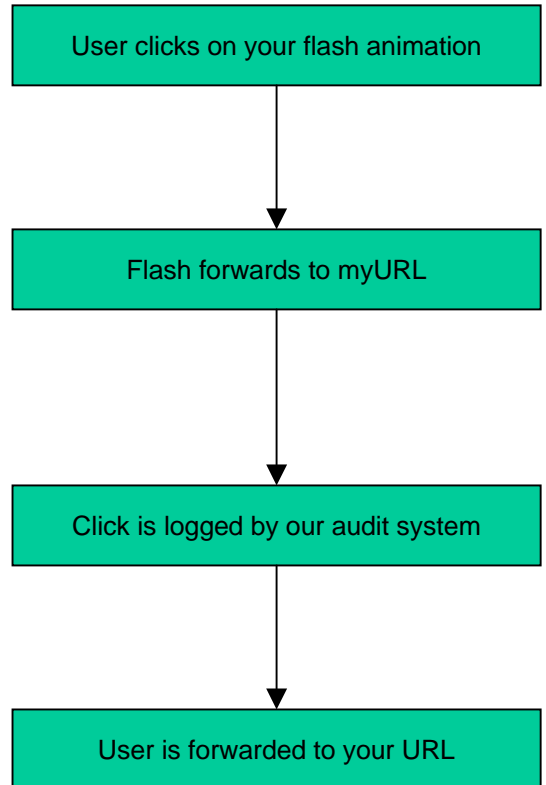 User clicks on your flash animation
Flash forwards to myURL
Click is logged by our audit system
User is forwarded to your URL